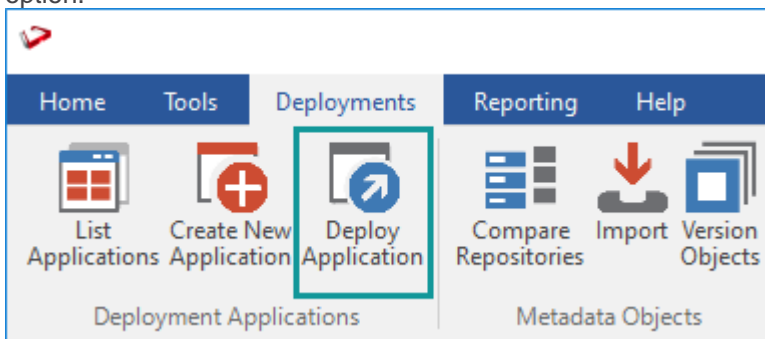 option.
Home Tools Deployments Reporting Help
List Applications
Create New Application
Deploy Application
Compare Repositories
Import
Version Objects
Deployment Applications
Metadata Objects